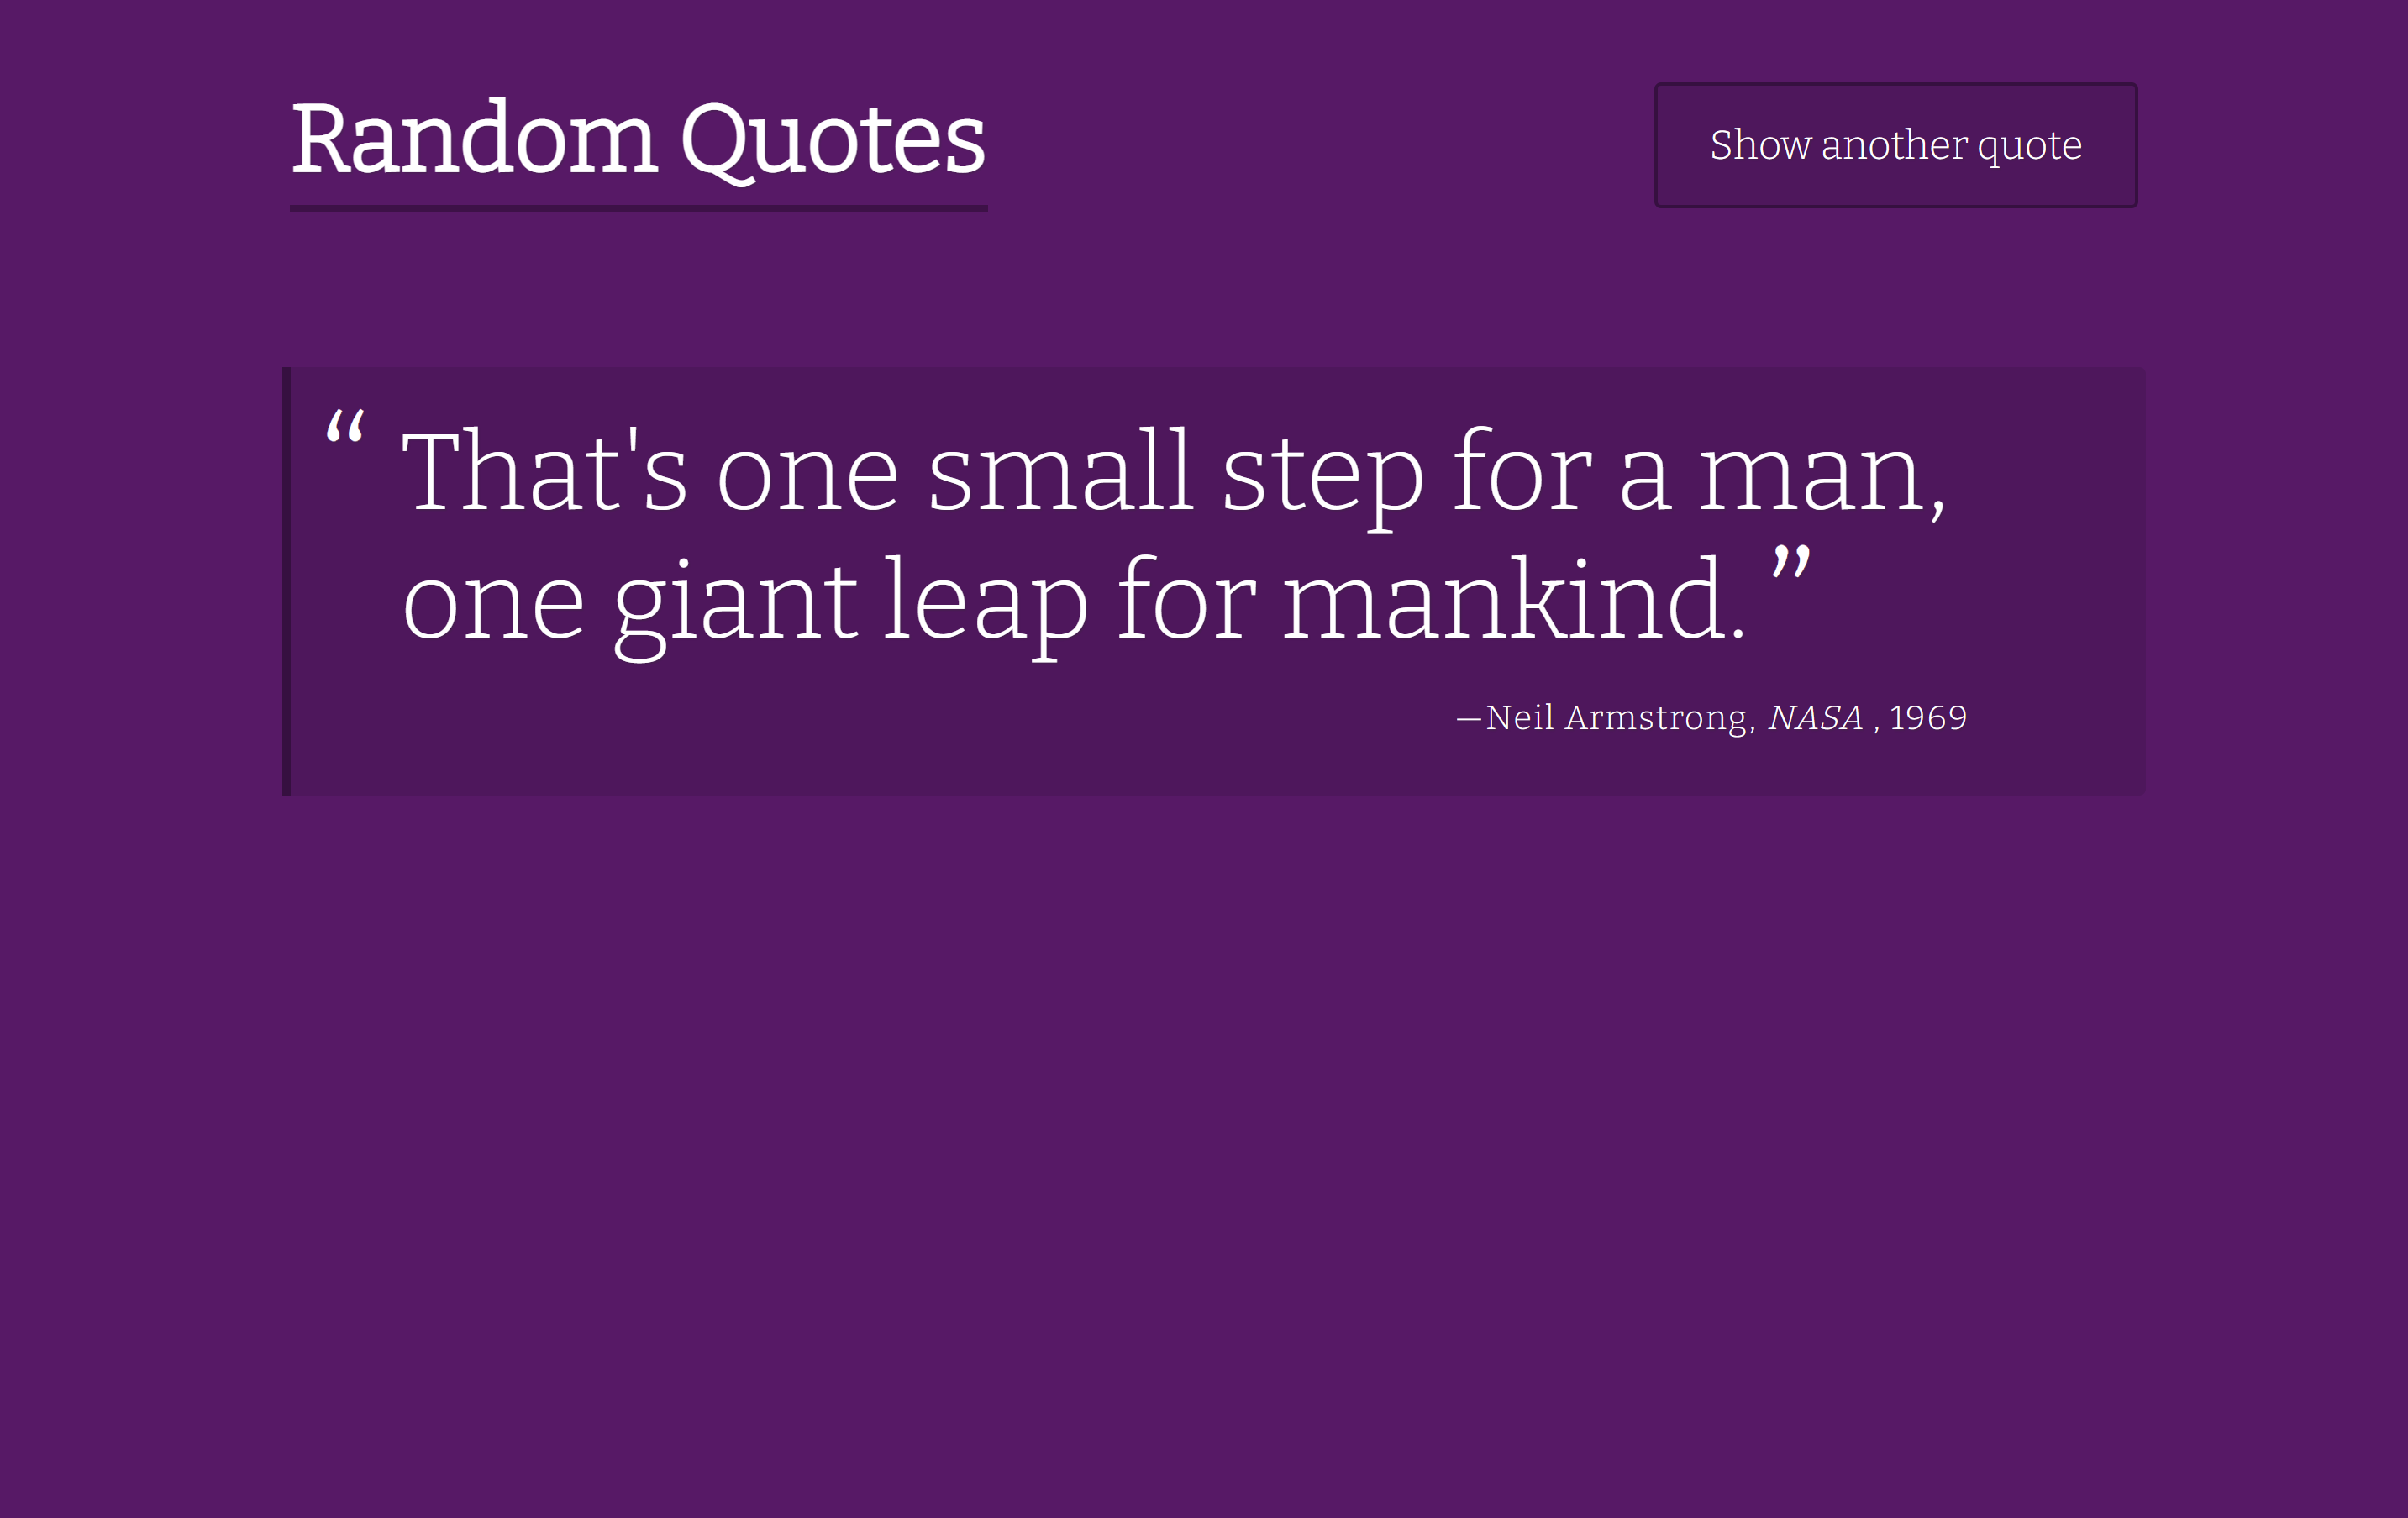 Random Quotes
Show another quote
“ That's one small step for a man,
one giant leap for mankind. ”
—Neil Armstrong, NASA , 1969